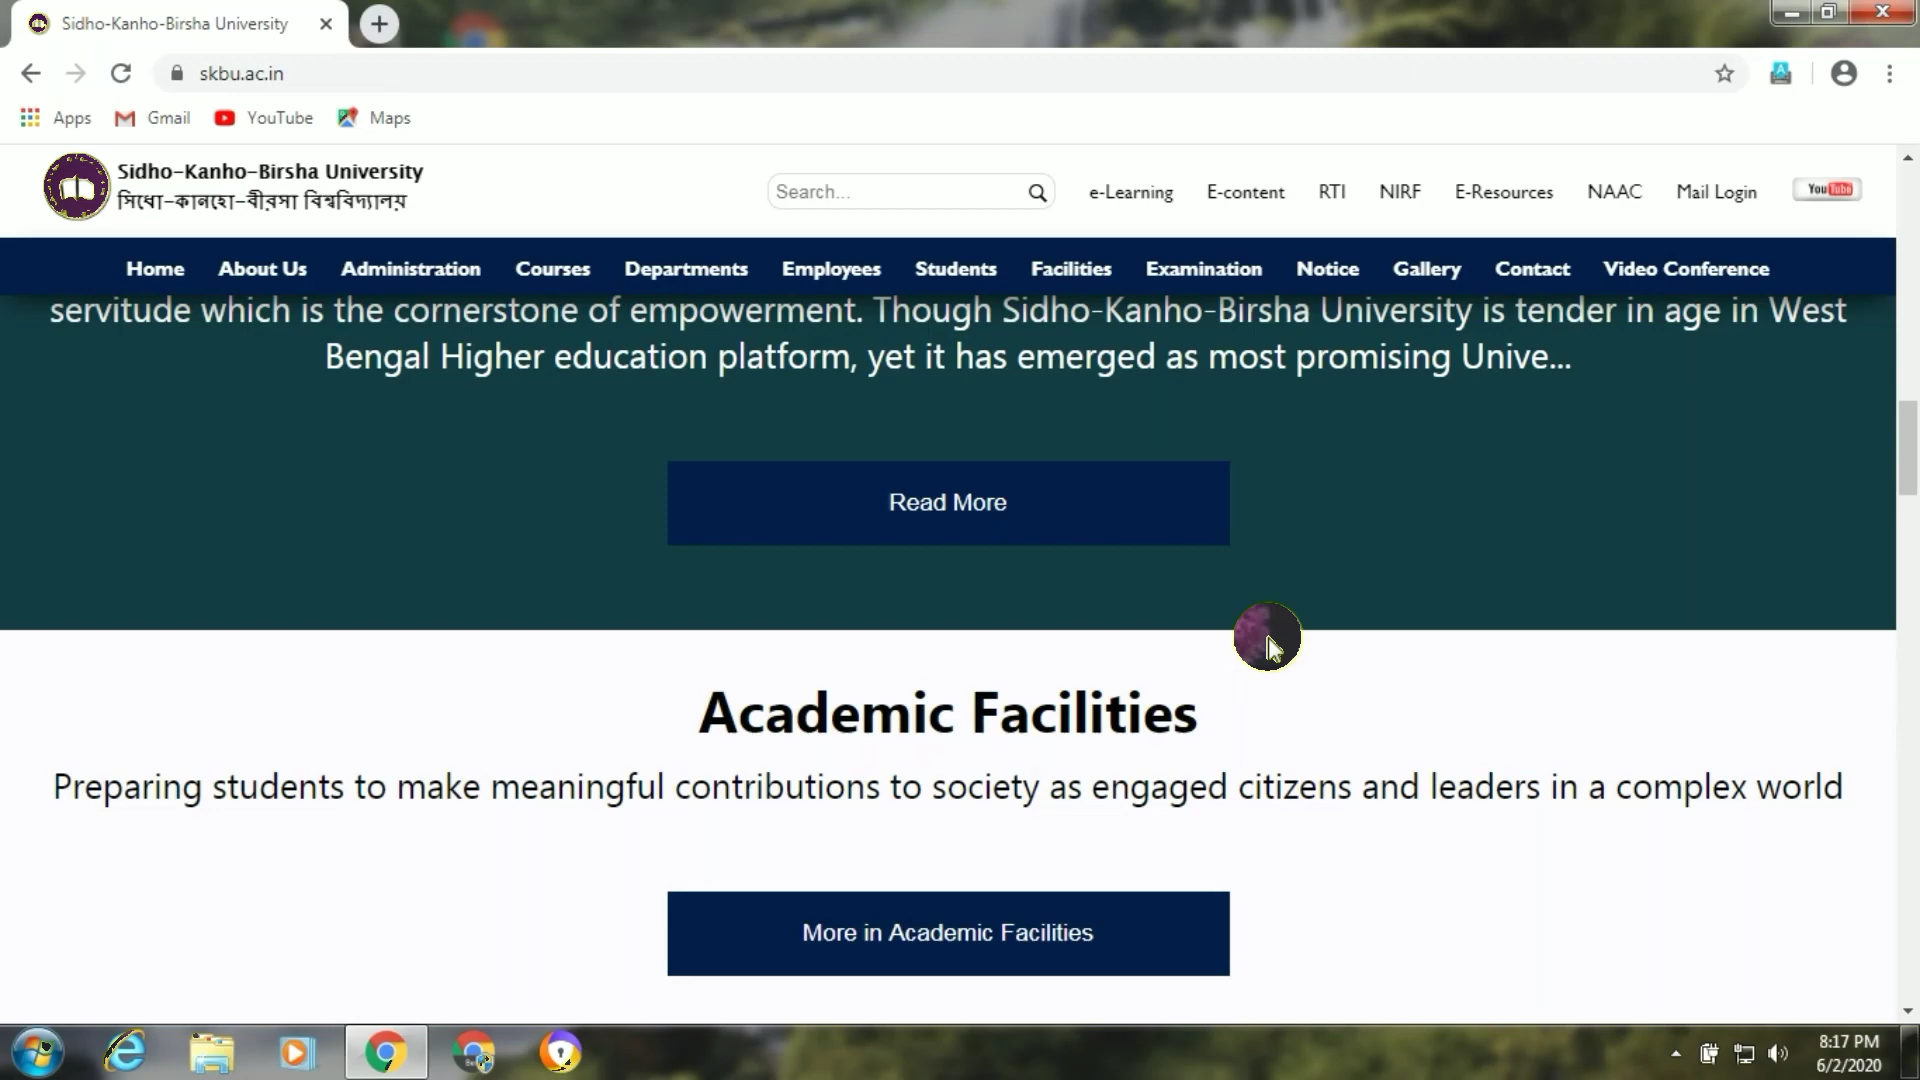 Sidho-Kanho-Birsha University
skbu.ac.in
Apps Gmail YouTube Maps
Sidho-Kanho-Birsha University
সিধো-কানহো-বীরসা বিশ্ববিদ্যালয়
Search... e-Learning E-content RTI NIRF E-Resources NAAC Mail Login YouTube
Home About Us Administration Courses Departments Employees Students Facilities Examination Notice Gallery Contact Video Conference
servitude which is the cornerstone of empowerment. Though Sidho-Kanho-Birsha University is tender in age in West
Bengal Higher education platform, yet it has emerged as most promising Unive...
Read More
Academic Facilities
Preparing students to make meaningful contributions to society as engaged citizens and leaders in a complex world
More in Academic Facilities
8:17 PM
6/2/2020